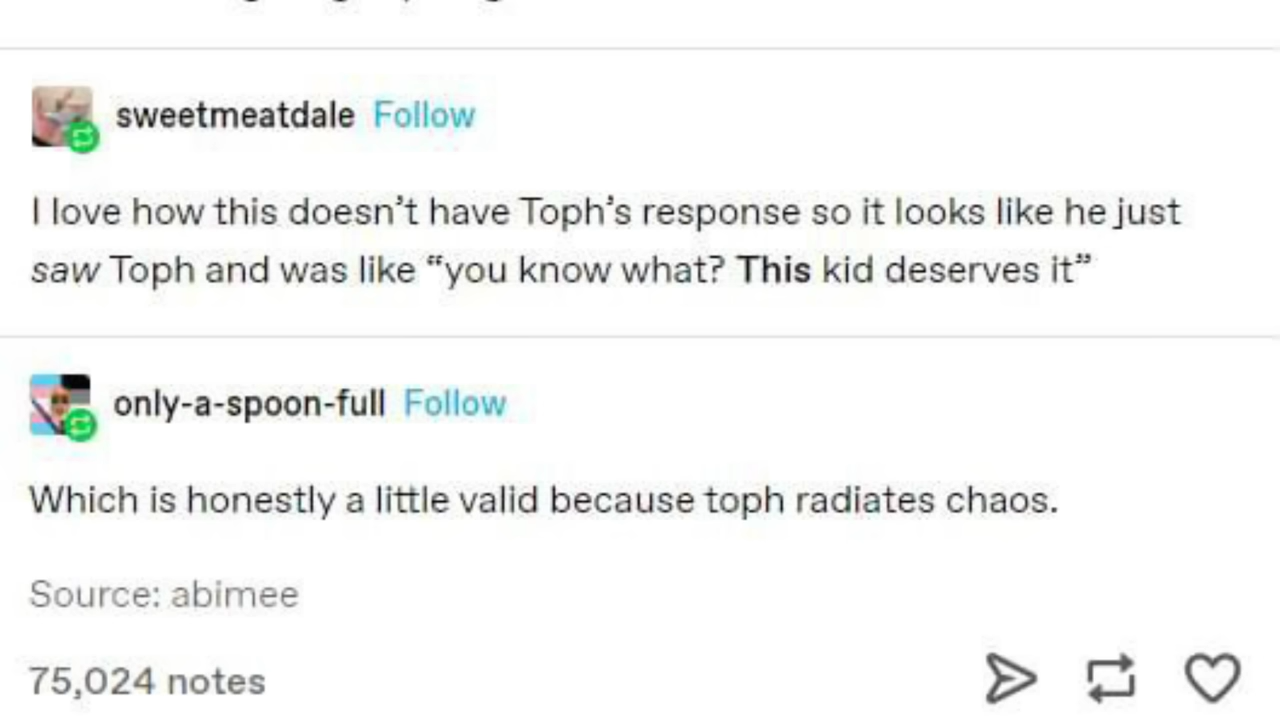 sweetmeatdale Follow
I love how this doesn’t have Toph’s response so it looks like he just
saw Toph and was like “you know what? This kid deserves it”
only-a-spoon-full Follow
Which is honestly a little valid because toph radiates chaos.
Source: abimee
75,024 notes